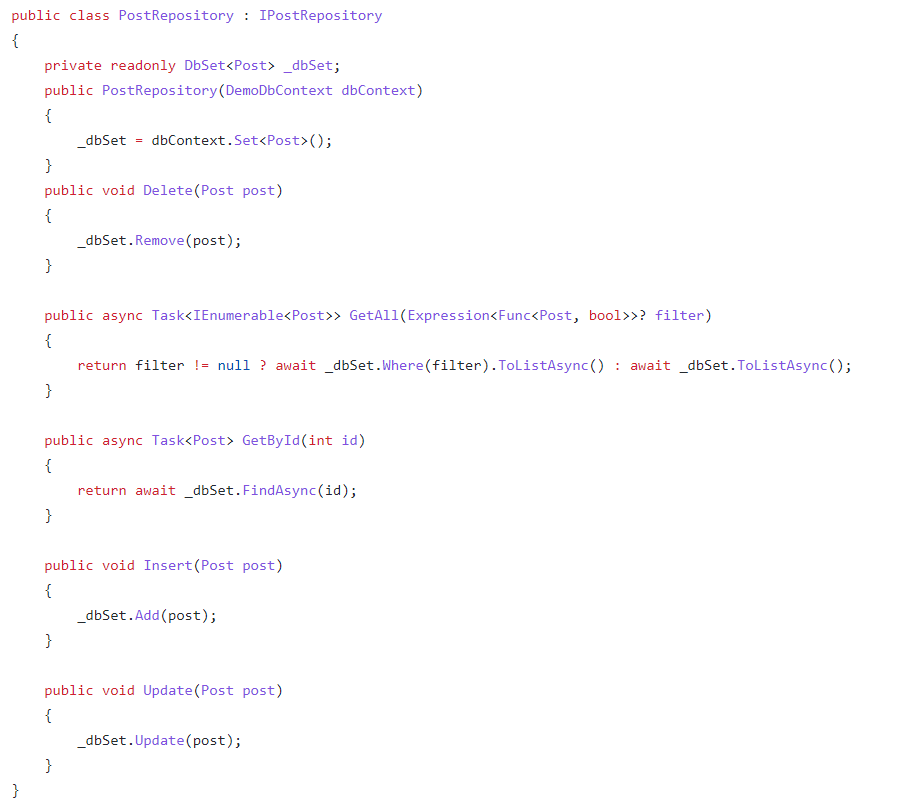 public class PostRepository : IPostRepository
{
    private readonly DbSet<Post> _dbSet;
    public PostRepository(DemoDbContext dbContext)
    {
        _dbSet = dbContext.Set<Post>();
    }
    public void Delete(Post post)
    {
        _dbSet.Remove(post);
    }

    public async Task<IEnumerable<Post>> GetAll(Expression<Func<Post, bool>>? filter)
    {
        return filter != null ? await _dbSet.Where(filter).ToListAsync() : await _dbSet.ToListAsync();
    }

    public async Task<Post> GetById(int id)
    {
        return await _dbSet.FindAsync(id);
    }

    public void Insert(Post post)
    {
        _dbSet.Add(post);
    }

    public void Update(Post post)
    {
        _dbSet.Update(post);
    }
}